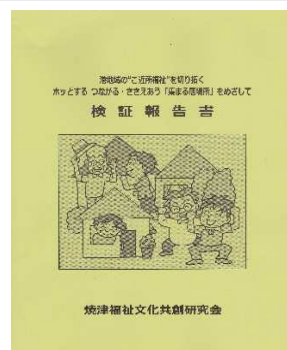 港地域の"ご近所福祉"を切り拓く
ホッとする つながる・ささえあう「集まる居場所」をめざして
検証報告書
焼津福祉文化共創研究会